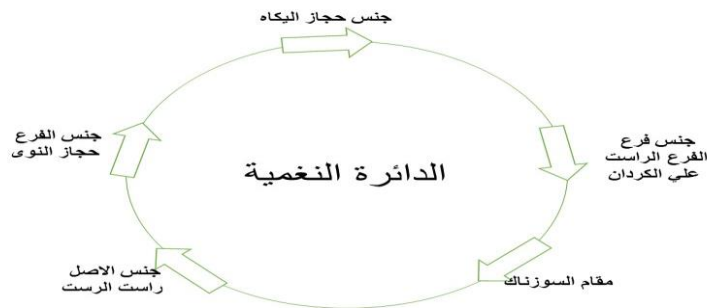 جنس حجاز اليكاه
جنس فرع
الفرع الراست
علي الكردان
مقام السوزناك
جنس الاصل
راست الرست
جنس الفرع
حجاز النوى
الدائرة النغمية